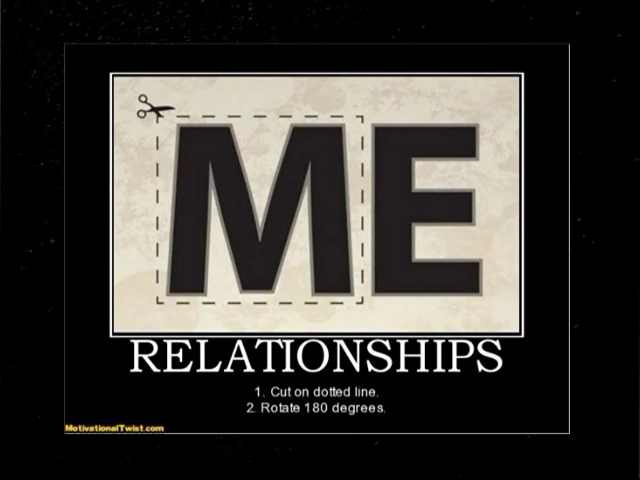 ME
RELATIONSHIPS
1. Cut on dotted line.
2. Rotate 180 degrees.
MotivationalTwist.com